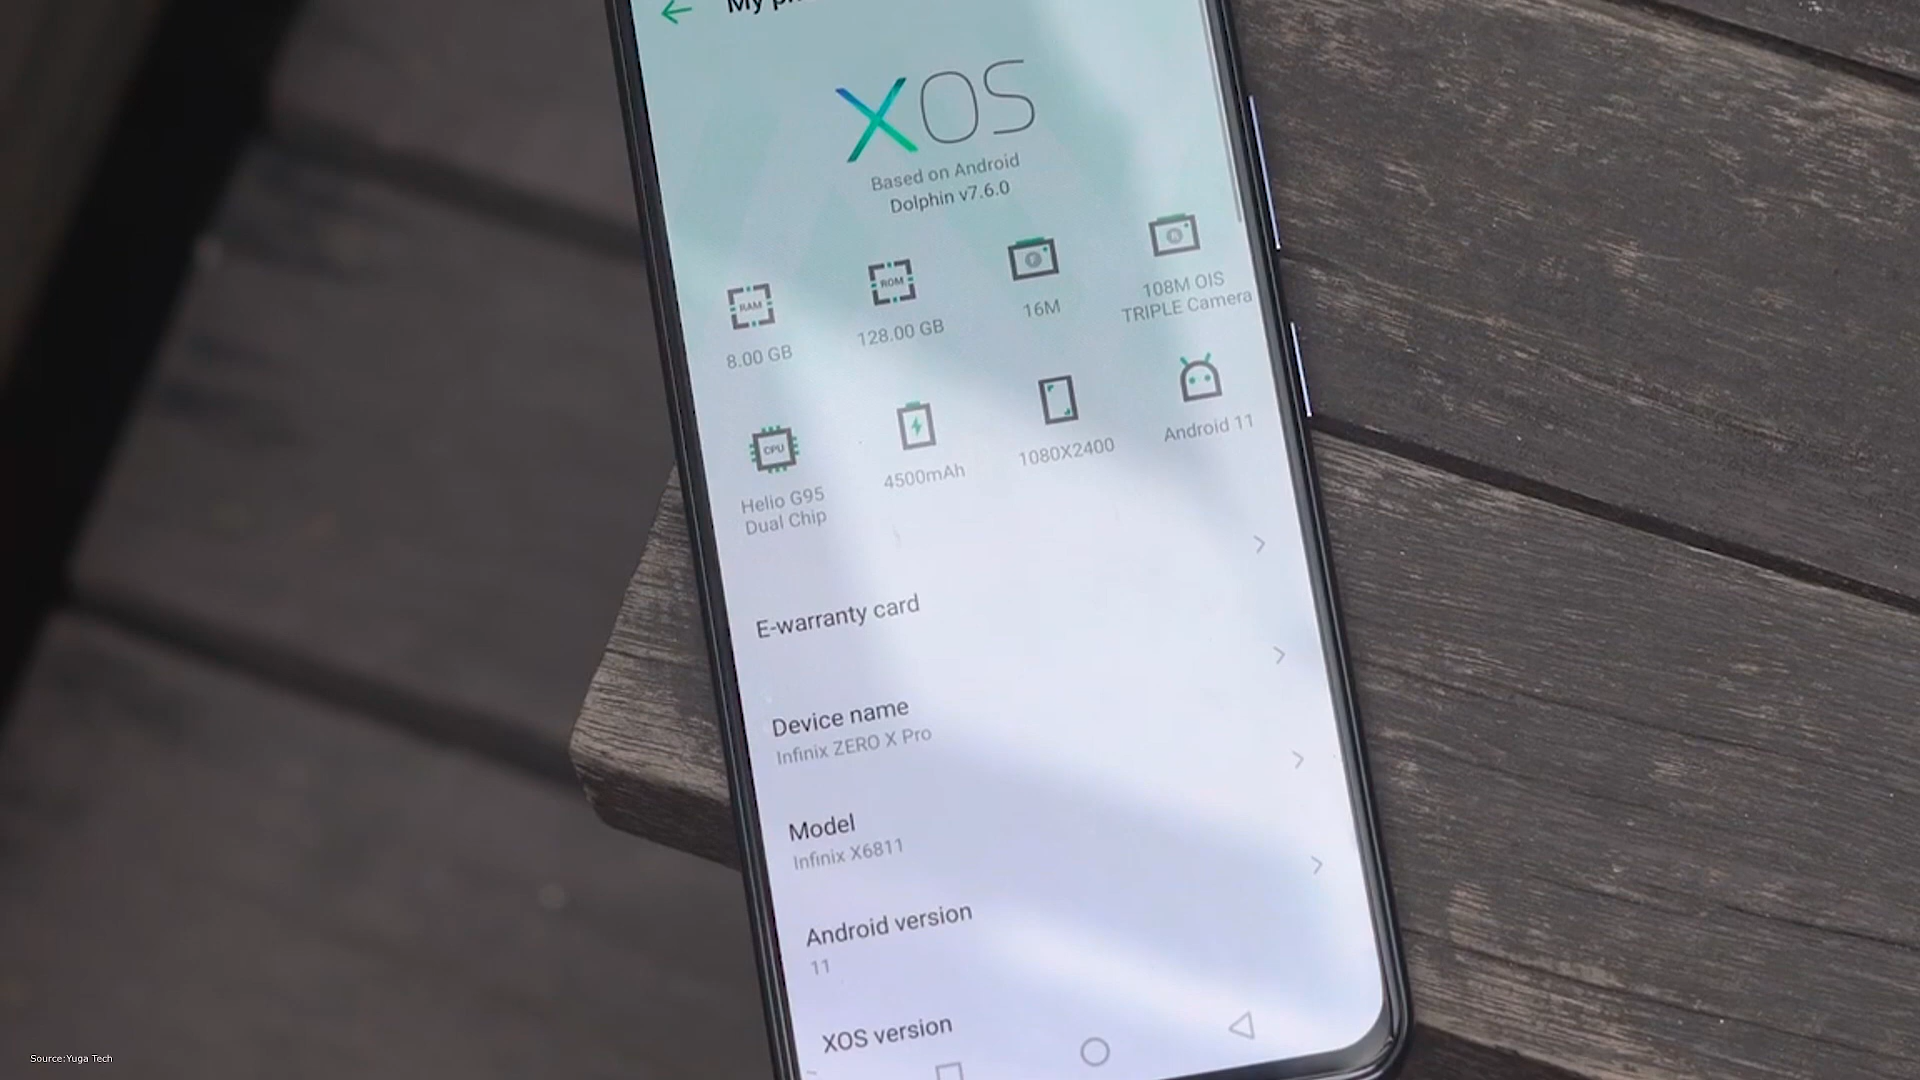 My
XOS
Based on Android
Dolphin v7.6.0
RAM
8.00 GB
ROM
128.00 GB
16M
108M OIS
TRIPLE Camera
CPU
Helio G95
Dual Chip
4500mAh
1080X2400
Android 11
E-warranty card
Device name
Infinix ZERO X Pro
Model
Infinix X6811
Android version
11
XOS version
Source:Yuga Tech